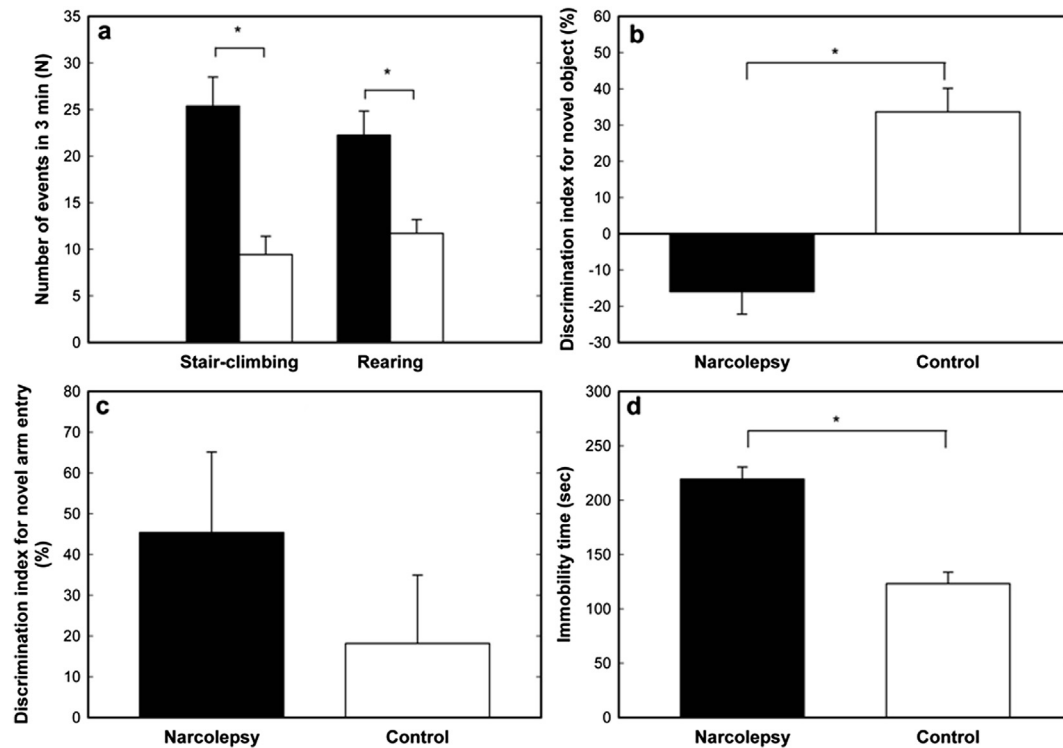 a
*
*
Number of events in 3 min (N)
35
30
25
20
15
10
5
0
Stair-climbing
Rearing
b
*
Discrimination index for novel object (%)
60
50
40
30
20
10
0
-10
-20
-30
Narcolepsy
Control
c
Discrimination index for novel arm entry
(%)
80
70
60
50
40
30
20
10
0
Narcolepsy
Control
d
*
Immobility time (sec)
300
250
200
150
100
50
0
Narcolepsy
Control